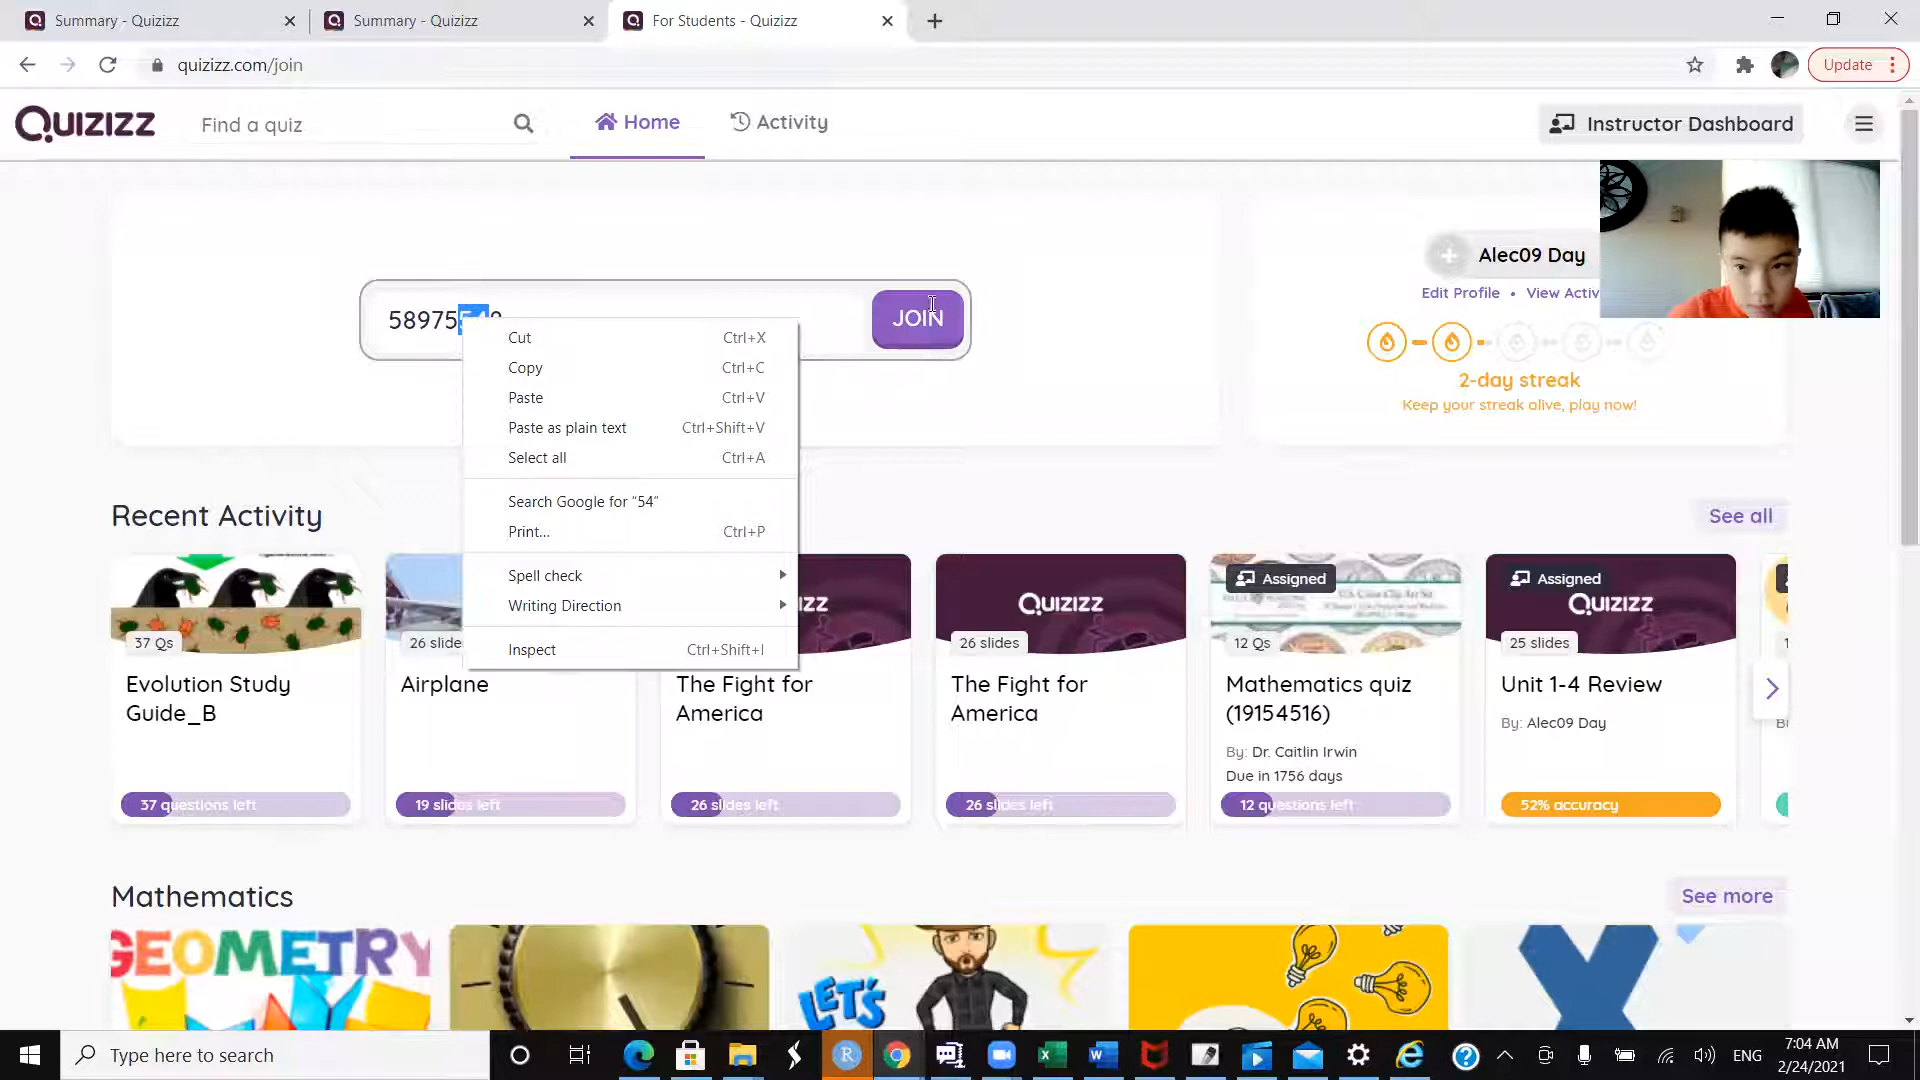 Summary - Quizizz
Summary - Quizizz
For Students - Quizizz
quizizz.com/join
Update
QUIZIZZ
Find a quiz
Home
Activity
Instructor Dashboard
58975
JOIN
Cut Ctrl+X
Copy Ctrl+C
Paste Ctrl+V
Paste as plain text Ctrl+Shift+V
Select all Ctrl+A
Search Google for “54”
Print... Ctrl+P
Spell check
Writing Direction
Inspect Ctrl+Shift+I
Alec09 Day
Edit Profile • View Activ
2-day streak
Keep your streak alive, play now!
Recent Activity
See all
37 Qs
Evolution Study
Guide_B
37 questions left
26 slides
Airplane
19 slides left
The Fight for
America
26 slides left
QUIZIZZ
26 slides
The Fight for
America
26 slides left
Assigned
12 Qs
Mathematics quiz
(19154516)
By: Dr. Caitlin Irwin
Due in 1756 days
12 questions left
Assigned
QUIZIZZ
25 slides
Unit 1-4 Review
By: Alec09 Day
52% accuracy
Mathematics
See more
GEOMETRY
LET'S
Type here to search
ENG
7:04 AM
2/24/2021